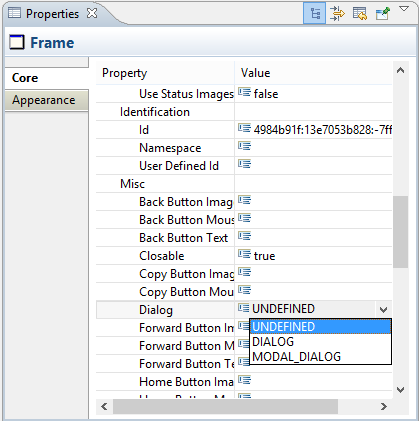 Properties
Frame
Core
Appearance
Property Value
Use Status Images false
Identification
Id 4984b91f:13e7053b828:-7ff
Namespace
User Defined Id
Misc
Back Button Imag
Back Button Mous
Back Button Text
Closable true
Copy Button Imag
Copy Button Mou
Dialog UNDEFINED
UNDEFINED
Forward Button Im
DIALOG
Forward Button M
MODAL_DIALOG
Forward Button Te
Home Button Ima